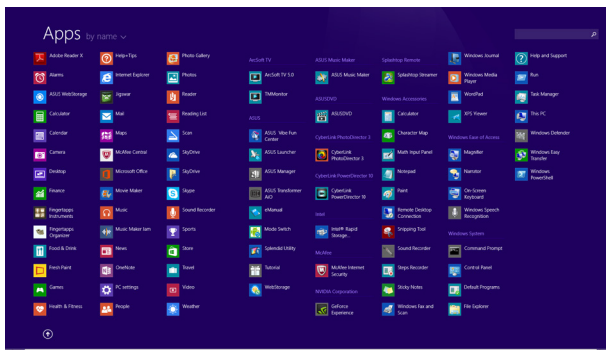 Apps by name
Adobe Reader X
Alarms
ASUS WebStorage
Calculator
Calendar
Camera
Desktop
Finance
Fingertapps
Instruments
Fingertapps
Organizer
Food & Drink
Fresh Paint
Games
Health & Fitness
Help+Tips
Internet Explorer
Jigswar
Mail
Maps
McAfee Central
Microsoft Office
Movie Maker
Music
Music Maker Jam
News
OneNote
PC settings
People
Photo Gallery
Photos
Reader
Reading List
Scan
SkyDrive
SkyDrive
Skype
Sound Recorder
Sports
Store
Travel
Video
Weather
ArcSoft TV
ArcSoft TV 5.0
TMMonitor
ASUS
ASUS Vibe Fun
Center
ASUS Launcher
ASUS Manager
ASUS Transformer
AiO
eManual
Mode Switch
Splendid Utility
Tutorial
WebStorage
ASUS Music Maker
ASUS Music Maker
ASUSDVD
ASUSDVD
CyberLink PhotoDirector 3
CyberLink
PhotoDirector 3
CyberLink PowerDirector 10
CyberLink
PowerDirector 10
Intel
Intel® Rapid
Storage...
McAfee
McAfee Internet
Security
NVIDIA Corporation
GeForce
Experience
Splashtop Remote
Splashtop Streamer
Windows Accessories
Calculator
Character Map
Math Input Panel
Notepad
Paint
Remote Desktop
Connection
Snipping Tool
Sound Recorder
Steps Recorder
Sticky Notes
Windows Fax and
Scan
Windows Journal
Windows Media
Player
WordPad
XPS Viewer
Windows Ease of Access
Magnifier
Narrator
On-Screen
Keyboard
Windows Speech
Recognition
Windows System
Command Prompt
Control Panel
Default Programs
File Explorer
Help and Support
Run
Task Manager
This PC
Windows Defender
Windows Easy
Transfer
Windows
PowerShell